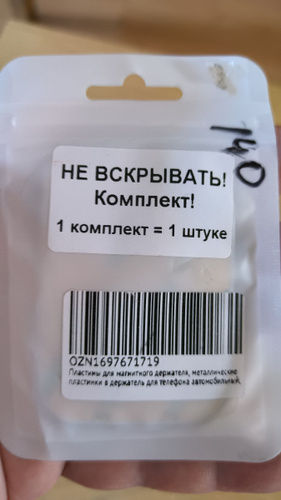 НЕ ВСКРЫВАТЬ!
Комплект!
1 комплект = 1 штуке
140
OZN1697671719
Пластины для магнитного держателя, металлические
пластинки в держатель для телефона автомобильный,